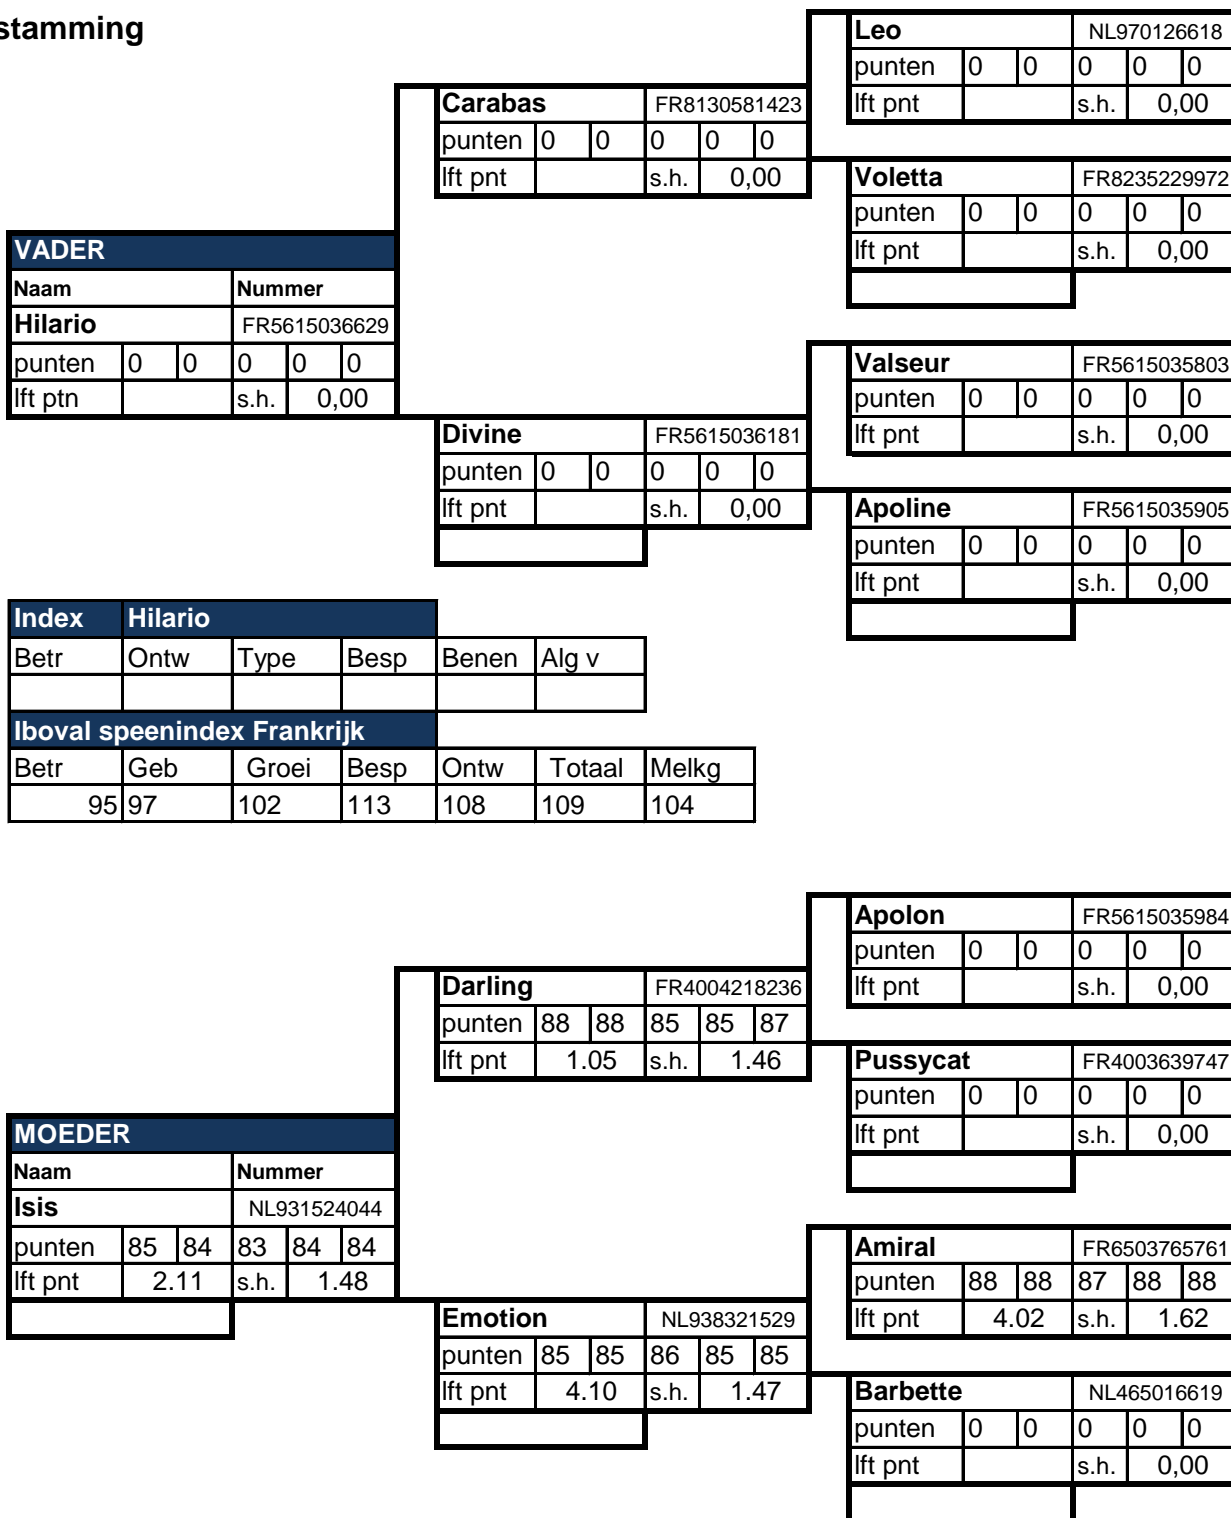 stamming
Leo NL970126618
punten 0 0 0 0 0
lft pnt s.h. 0,00
Carabas FR8130581423
punten 0 0 0 0 0
lft pnt s.h. 0,00
Voletta FR8235229972
punten 0 0 0 0 0
lft pnt s.h. 0,00
VADER
Naam Nummer
Hilario FR5615036629
punten 0 0 0 0 0
lft ptn s.h. 0,00
Valseur FR5615035803
punten 0 0 0 0 0
lft pnt s.h. 0,00
Divine FR5615036181
punten 0 0 0 0 0
lft pnt s.h. 0,00
Apoline FR5615035905
punten 0 0 0 0 0
lft pnt s.h. 0,00
Index Hilario
Betr Ontw Type Besp Benen Alg v
Iboval speenindex Frankrijk
Betr Geb Groei Besp Ontw Totaal Melkg
95 97 102 113 108 109 104
Apolon FR5615035984
punten 0 0 0 0 0
lft pnt s.h. 0,00
Darling FR4004218236
punten 88 88 85 85 87
lft pnt 1.05 s.h. 1.46
Pussycat FR4003639747
punten 0 0 0 0 0
lft pnt s.h. 0,00
MOEDER
Naam Nummer
Isis NL931524044
punten 85 84 83 84 84
lft pnt 2.11 s.h. 1.48
Amiral FR6503765761
punten 88 88 87 88 88
lft pnt 4.02 s.h. 1.62
Emotion NL938321529
punten 85 85 86 85 85
lft pnt 4.10 s.h. 1.47
Barbette NL465016619
punten 0 0 0 0 0
lft pnt s.h. 0,00